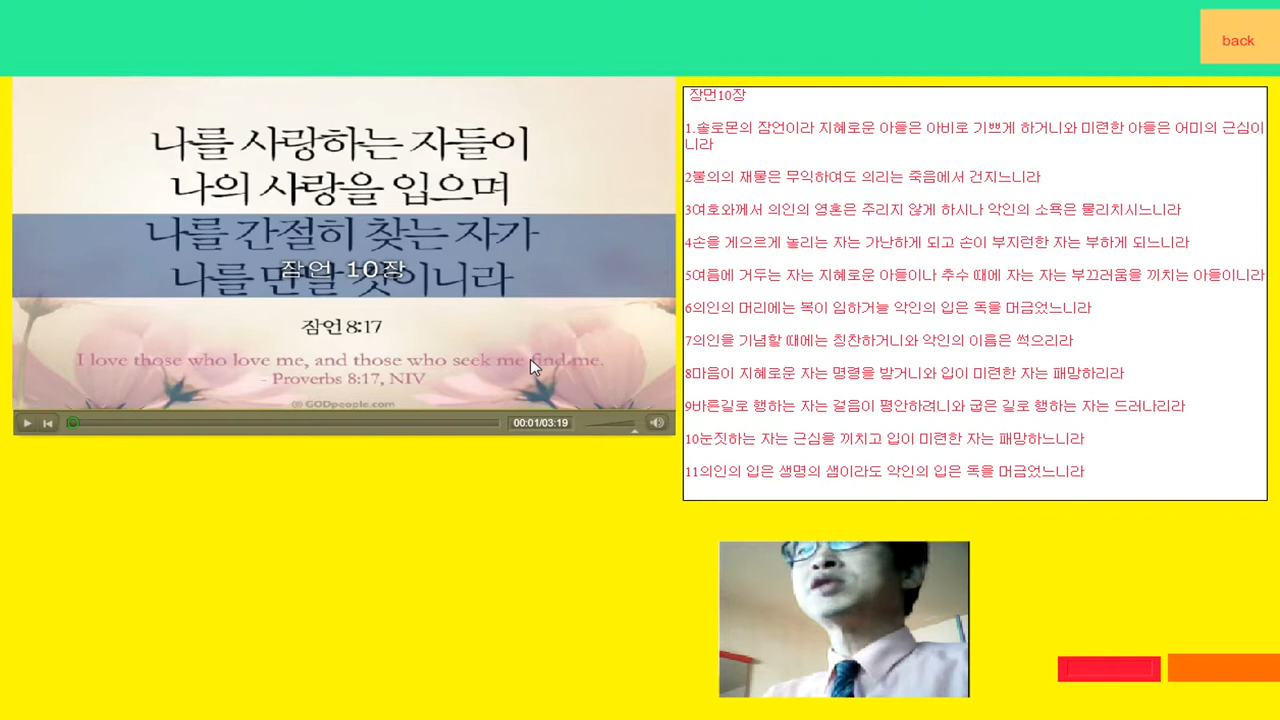 back
나를 사랑하는 자들이
나의 사랑을 입으며
나를 간절히 찾는 자가
나를 만날 것이니라
잠언 10장
잠언 8:17
I love those who love me, and those who seek me find me.
- Proverbs 8:17, NIV
@ GODpeople.com
00:01/03:19
장먼10장
1.솔로몬의 잠언이라 지혜로운 아들은 아비로 기쁘게 하거니와 미련한 아들은 어미의 근심이
니라
2불의의 재물은 무익하여도 의리는 죽음에서 건지느니라
3여호와께서 의인의 영혼은 주리지 않게 하시나 악인의 소욕은 물리치시느니라
4손을 게으르게 놀리는 자는 가난하게 되고 손이 부지런한 자는 부하게 되느니라
5여름에 거두는 자는 지혜로운 아들이나 추수 때에 자는 자는 부끄러움을 끼치는 아들이니라
6의인의 머리에는 복이 임하거늘 악인의 입은 독을 머금었느니라
7의인을 기념할 때에는 칭찬하거니와 악인의 이름은 썩으리라
8마음이 지혜로운 자는 명령을 받거니와 입이 미련한 자는 패망하리라
9바른길로 행하는 자는 걸음이 평안하려니와 굽은 길로 행하는 자는 드러나리라
10눈짓하는 자는 근심을 끼치고 입이 미련한 자는 패망하느니라
11의인의 입은 생명의 샘이라도 악인의 입은 독을 머금었느니라